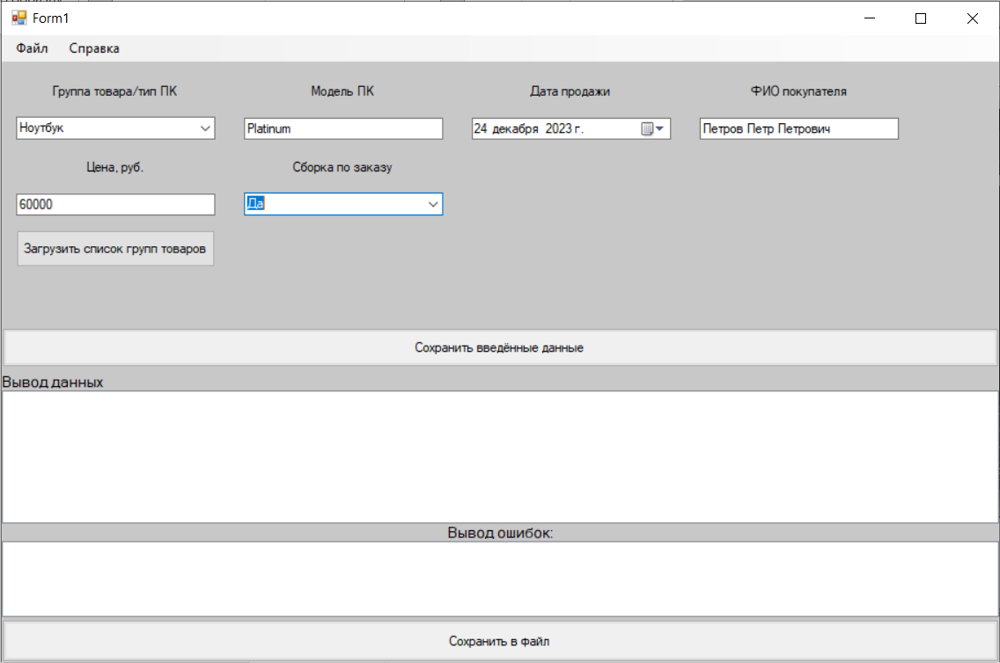 Form1
Файл Справка
Группа товара/тип ПК Модель ПК Дата продажи ФИО покупателя
Ноутбук Platinum 24 декабря 2023 г. Петров Петр Петрович
Цена, руб. Сборка по заказу
60000 Да
Загрузить список групп товаров
Сохранить введённые данные
Вывод данных
Вывод ошибок:
Сохранить в файл